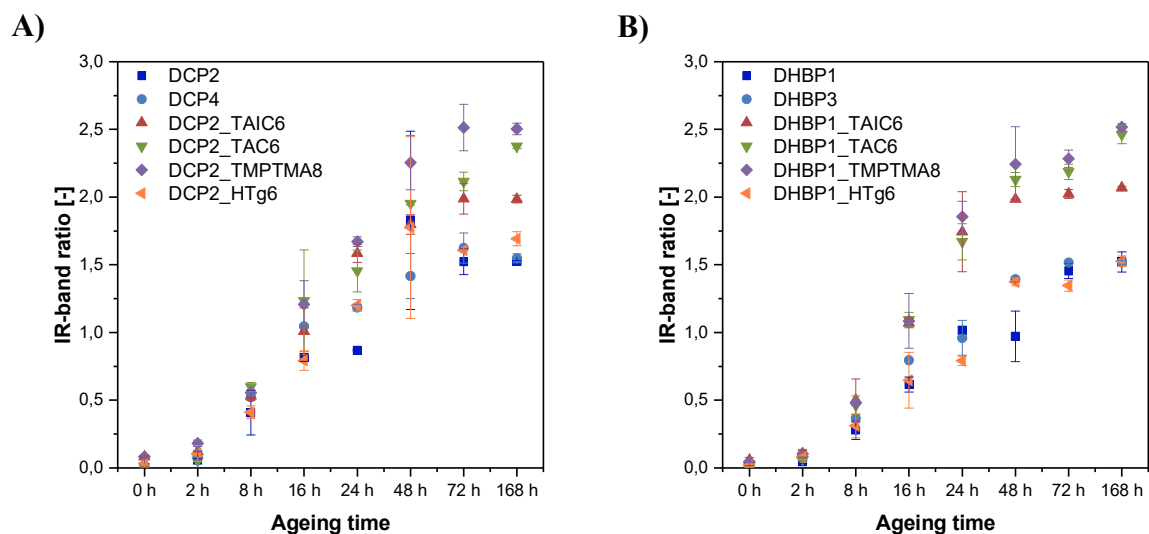 A)
IR-band ratio [-]
3,0
2,5
2,0
1,5
1,0
0,5
0,0
DCP2
DCP4
DCP2_TAIC6
DCP2_TAC6
DCP2_TMPTMA8
DCP2_HTg6
0 h 2 h 8 h 16 h 24 h 48 h 72 h 168 h
Ageing time
B)
IR-band ratio [-]
3,0
2,5
2,0
1,5
1,0
0,5
0,0
DHBP1
DHBP3
DHBP1_TAIC6
DHBP1_TAC6
DHBP1_TMPTMA8
DHBP1_HTg6
0 h 2 h 8 h 16 h 24 h 48 h 72 h 168 h
Ageing time